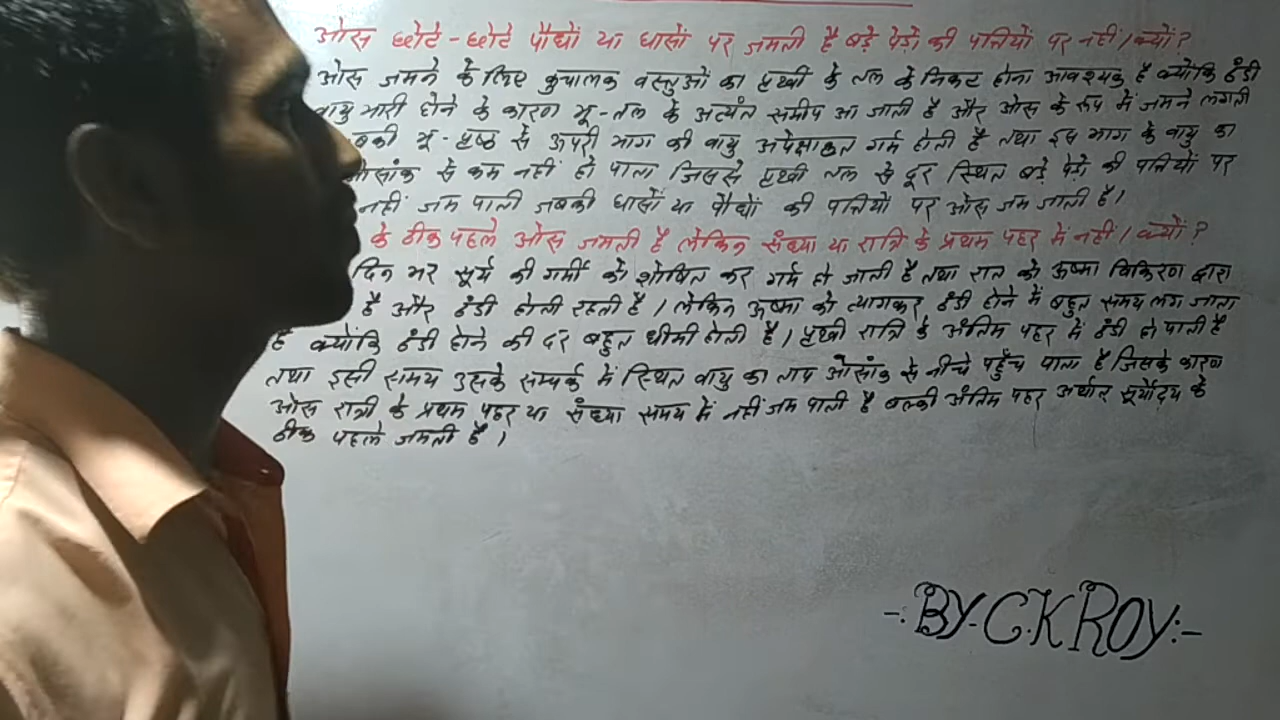 ओस छोटे-छोटे पौधों या घासों पर जमती है बड़े पेड़ो की पत्तियों पर नहीं। क्यों?
ओस जमने के लिए कुचालक वस्तुओं का पृथ्वी के तल के निकट होना आवश्यक है क्योंकि ठंडी
वायु भारी होने के कारण भू-तल के अत्यंत समीप आ जाती है और ओस के रूप में जमने लगती
बकी भू-पृष्ठ से ऊपरी भाग की वायु अपेक्षाकृत गर्म होती है तथा इस भाग के वायु का
ओसांक से कम नहीं हो पाता जिससे पृथ्वी तल से दूर स्थित बड़े पेड़ो की पत्तियों पर
नहीं जम पाती जबकी घासों या पौधों की पत्तियों पर ओस जम जाती है।
के ठीक पहले ओस जमती है लेकिन संध्या या रात्रि के प्रथम पहर में नहीं। क्यों?
दिन भर सूर्य की गर्मी को शोषित कर गर्म हो जाती है तथा रात को ऊष्मा विकिरण द्वारा
है और ठंडी होती रहती है। लेकिन ऊष्मा को त्यागकर ठंडी होने में बहुत समय लग जाता
है क्योंकि ठंडी होने की दर बहुत धीमी होती है। पृथ्वी रात्रि के अंतिम पहर में ठंडी हो पाती है
तथा इसी समय उसके सम्पर्क में स्थित वायु का ताप ओसांक से नीचे पहुँच पाता है जिसके कारण
ओस रात्री के प्रथम पहर या संध्या समय में नहीं जम पाती है बल्की अंतिम पहर अर्थात सूर्योदय के
ठीक पहले जमती है।
-: BY- C.K ROY:-